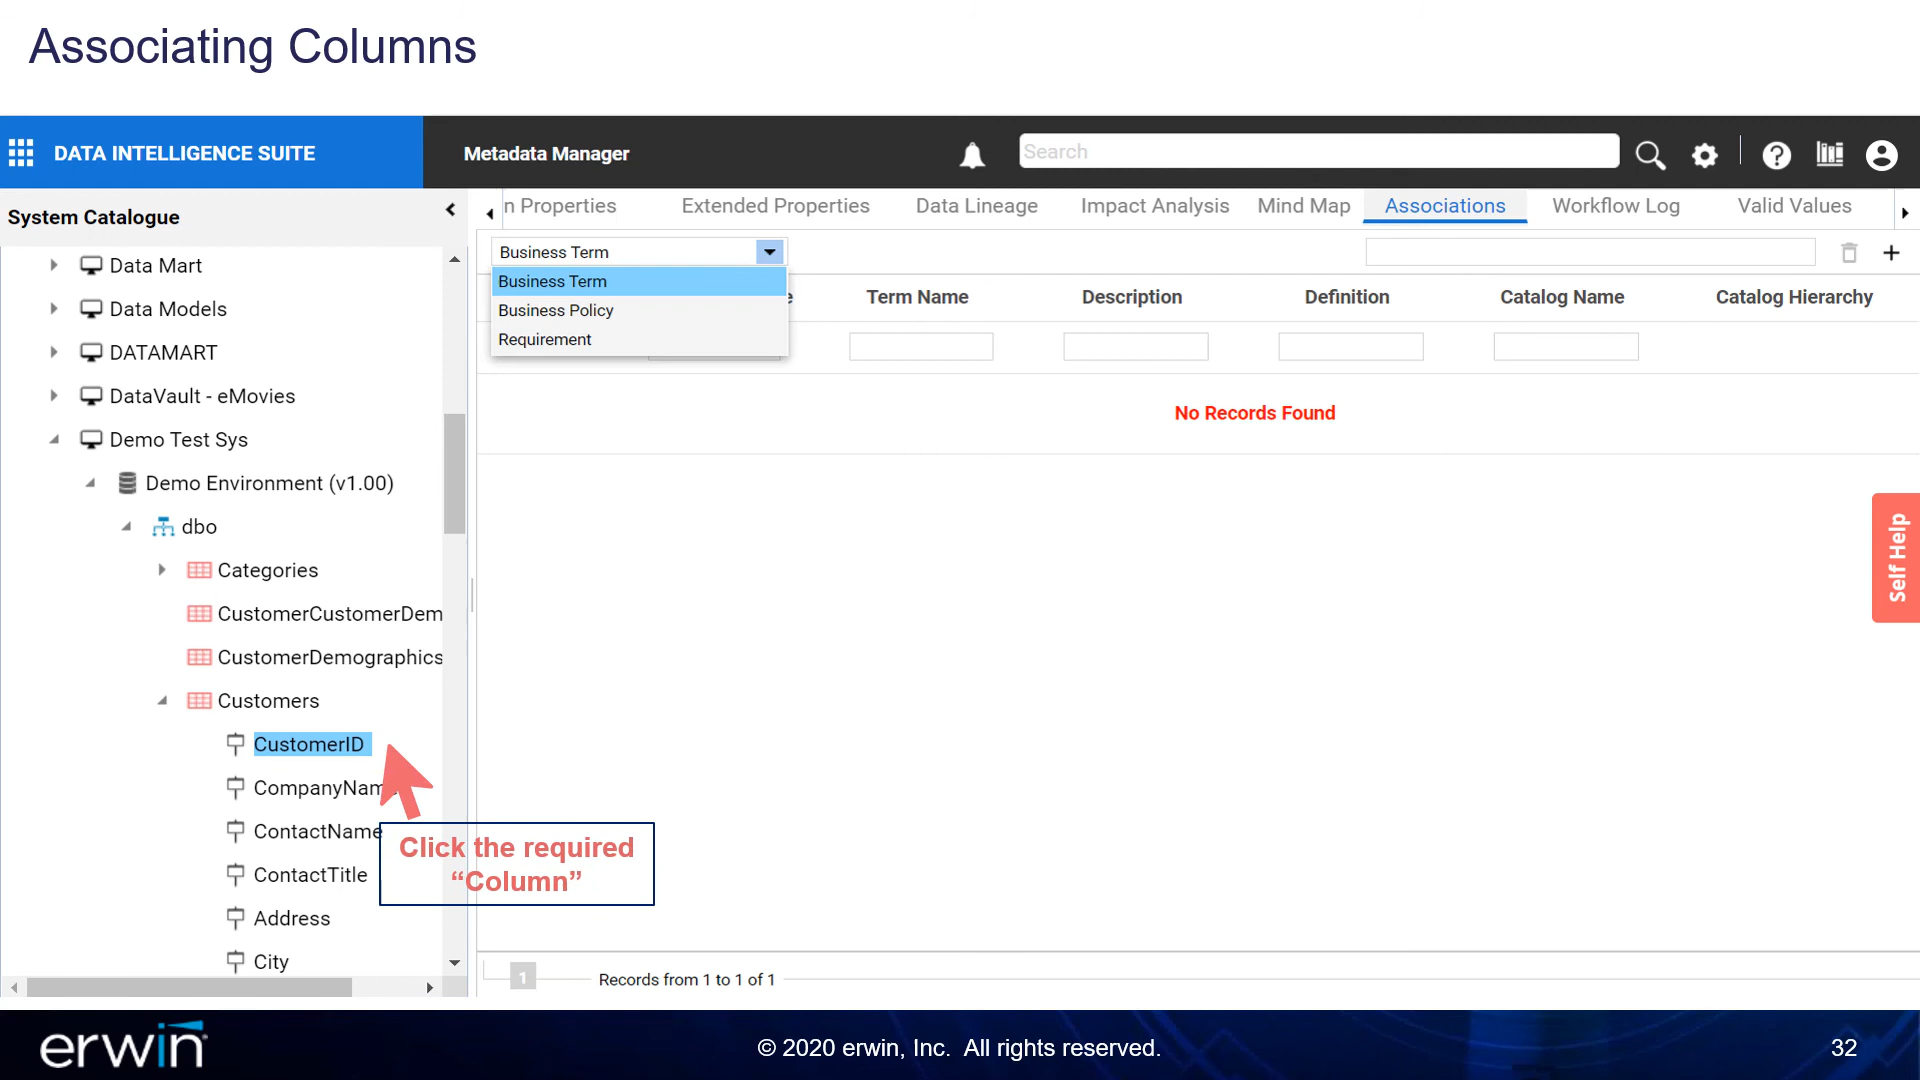 Associating Columns
DATA INTELLIGENCE SUITE
Metadata Manager
Search
System Catalogue
n Properties
Extended Properties
Data Lineage
Impact Analysis
Mind Map
Associations
Workflow Log
Valid Values
Business Term
Business Term
Business Policy
Requirement
e
Term Name
Description
Definition
Catalog Name
Catalog Hierarchy
No Records Found
Data Mart
Data Models
DATAMART
DataVault - eMovies
Demo Test Sys
Demo Environment (v1.00)
dbo
Categories
CustomerCustomerDem
CustomerDemographics
Customers
CustomerID
CompanyName
ContactName
ContactTitle
Address
City
Click the required
“Column”
Self Help
1
Records from 1 to 1 of 1
erwin
© 2020 erwin, Inc. All rights reserved.
32